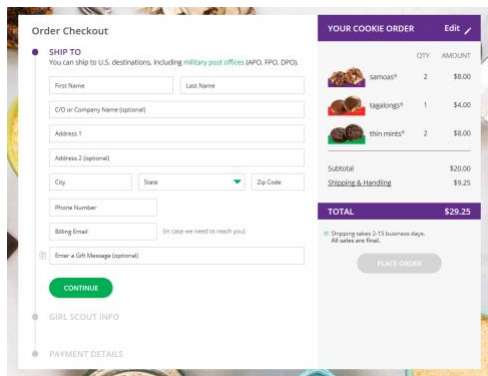 Order Checkout
SHIP TO
You can ship to U.S. destinations, including military post offices (APO, FPO, DPO).
First Name
Last Name
C/O or Company Name (optional)
Address 1
Address 2 (optional)
City
State
Zip Code
Phone Number
Billing Email
(in case we need to reach you)
Enter a Gift Message (optional)
CONTINUE
GIRL SCOUT INFO
PAYMENT DETAILS
YOUR COOKIE ORDER Edit
QTY AMOUNT
samoas® 2 $8.00
tagalongs® 1 $4.00
thin mints® 2 $8.00
Subtotal $20.00
Shipping & Handling $9.25
TOTAL $29.25
Shipping takes 2-15 business days.
All sales are final.
PLACE ORDER